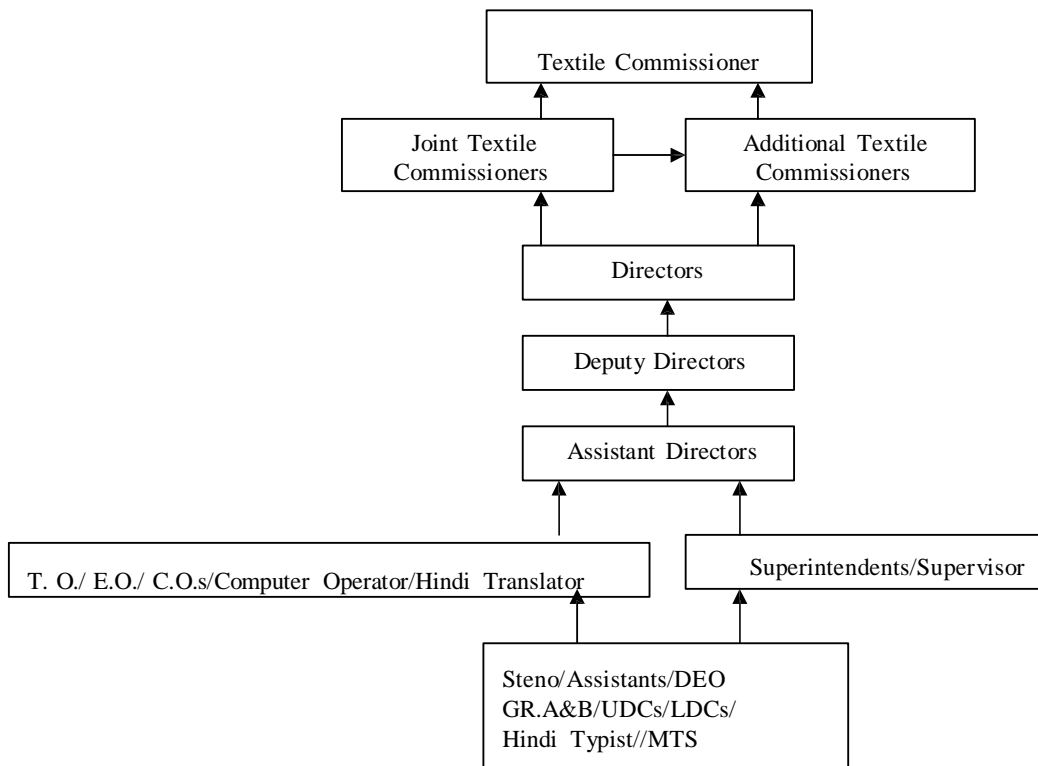 Textile Commissioner
Joint Textile
Commissioners
Additional Textile
Commissioners
Directors
Deputy Directors
Assistant Directors
T. O./ E.O./ C.O.s/Computer Operator/Hindi Translator
Superintendents/Supervisor
Steno/Assistants/DEO
GR.A&B/UDCs/LDCs/
Hindi Typist//MTS